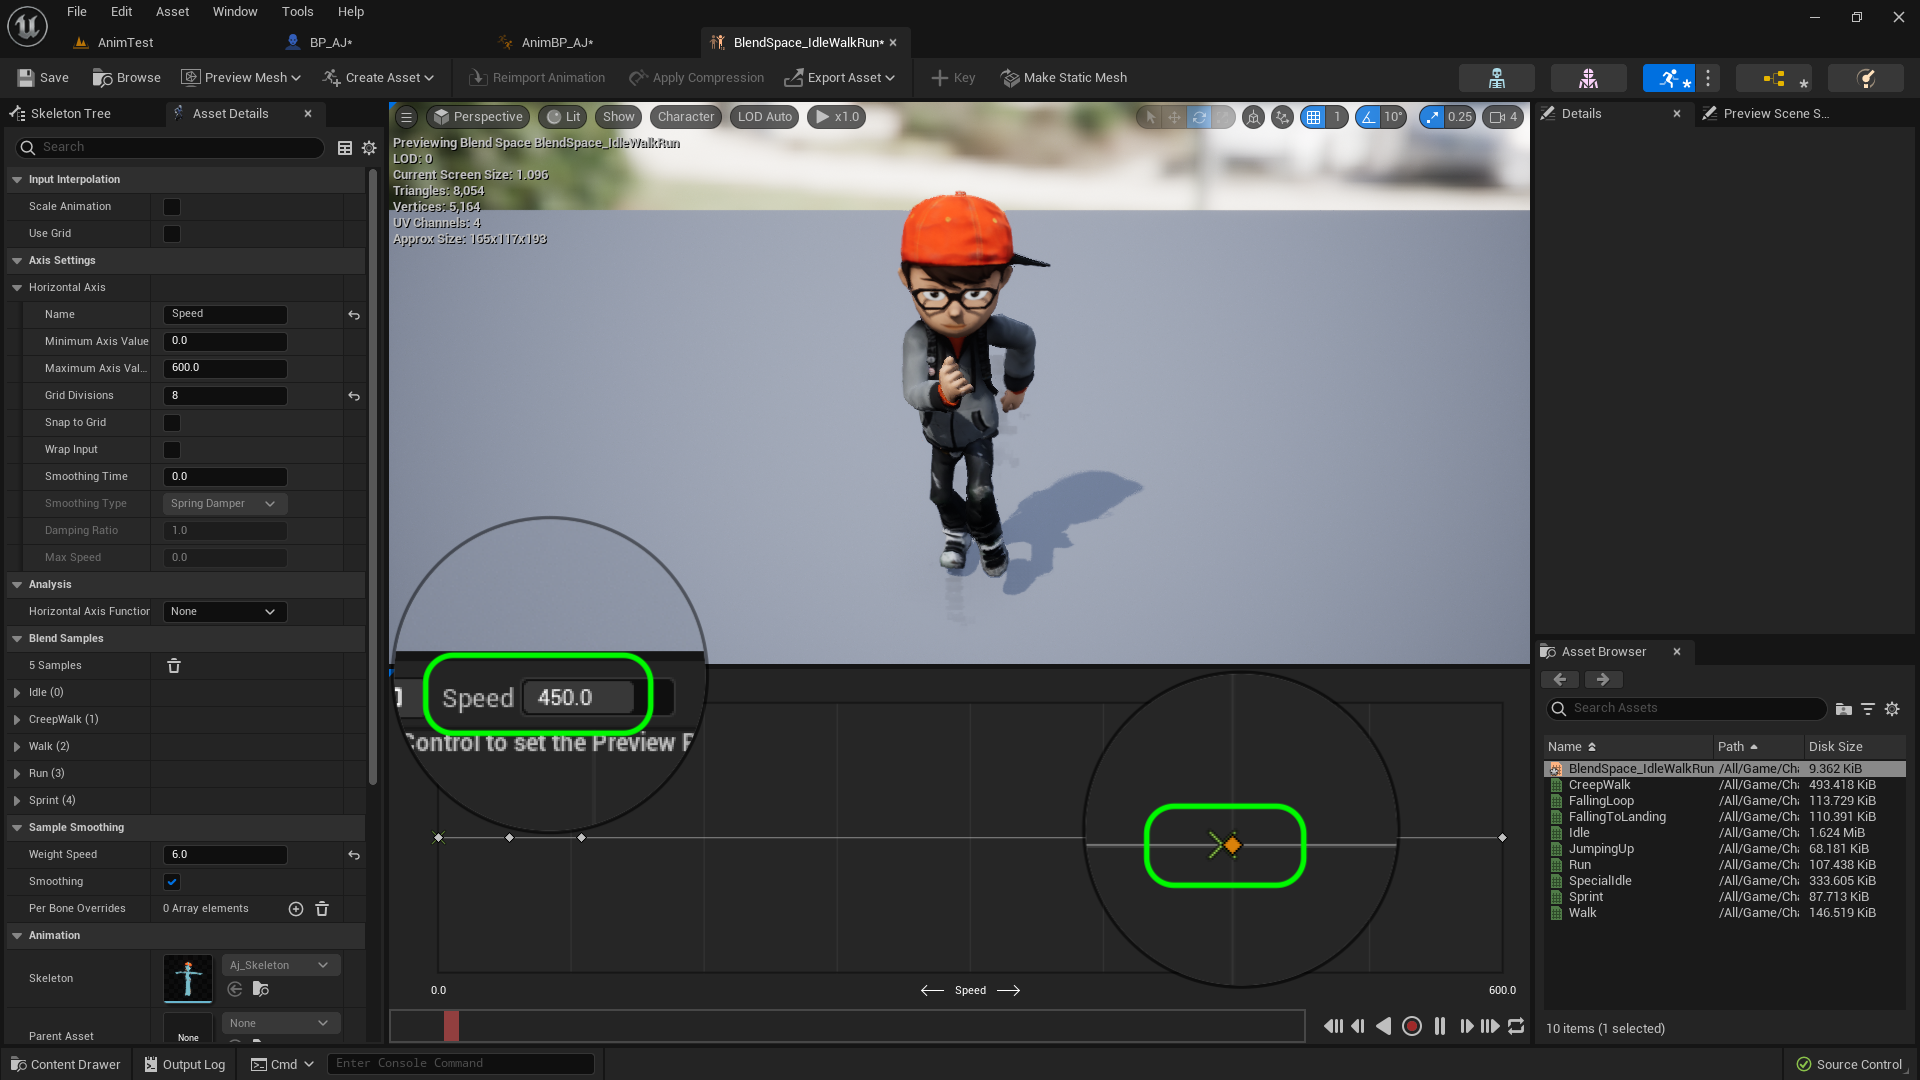 File Edit Asset Window Tools Help
AnimTest BP_AJ* AnimBP_AJ* BlendSpace_IdleWalkRun*
Save Browse Preview Mesh Create Asset Reimport Animation Apply Compression Export Asset Key Make Static Mesh
Skeleton Tree Asset Details
Search
Input Interpolation
Scale Animation
Use Grid
Axis Settings
Horizontal Axis
Name Speed
Minimum Axis Value 0.0
Maximum Axis Val... 600.0
Grid Divisions 8
Snap to Grid
Wrap Input
Smoothing Time 0.0
Smoothing Type Spring Damper
Damping Ratio 1.0
Max Speed 0.0
Analysis
Horizontal Axis Function None
Blend Samples
5 Samples
Idle (0)
CreepWalk (1)
Walk (2)
Run (3)
Sprint (4)
Sample Smoothing
Weight Speed 6.0
Smoothing
Per Bone Overrides 0 Array elements
Animation
Skeleton Aj_Skeleton
Parent Asset None None
Perspective Lit Show Character LOD Auto x1.0 1 10° 0.25 4
Previewing Blend Space BlendSpace_IdleWalkRun
LOD: 0
Current Screen Size: 1.096
Triangles: 8,054
Vertices: 5,164
UV Channels: 4
Approx Size: 165x117x193
Speed 450.0
Control to set the Preview P
0.0 Speed 600.0
Details Preview Scene S...
Asset Browser
Search Assets
Name Path Disk Size
BlendSpace_IdleWalkRun /All/Game/Cha 9.362 KiB
CreepWalk /All/Game/Cha 493.418 KiB
FallingLoop /All/Game/Cha 113.729 KiB
FallingToLanding /All/Game/Cha 110.391 KiB
Idle /All/Game/Cha 1.624 MiB
JumpingUp /All/Game/Cha 68.181 KiB
Run /All/Game/Cha 107.438 KiB
SpecialIdle /All/Game/Cha 333.605 KiB
Sprint /All/Game/Cha 87.713 KiB
Walk /All/Game/Cha 146.519 KiB
10 items (1 selected)
Content Drawer Output Log Cmd Enter Console Command Source Control